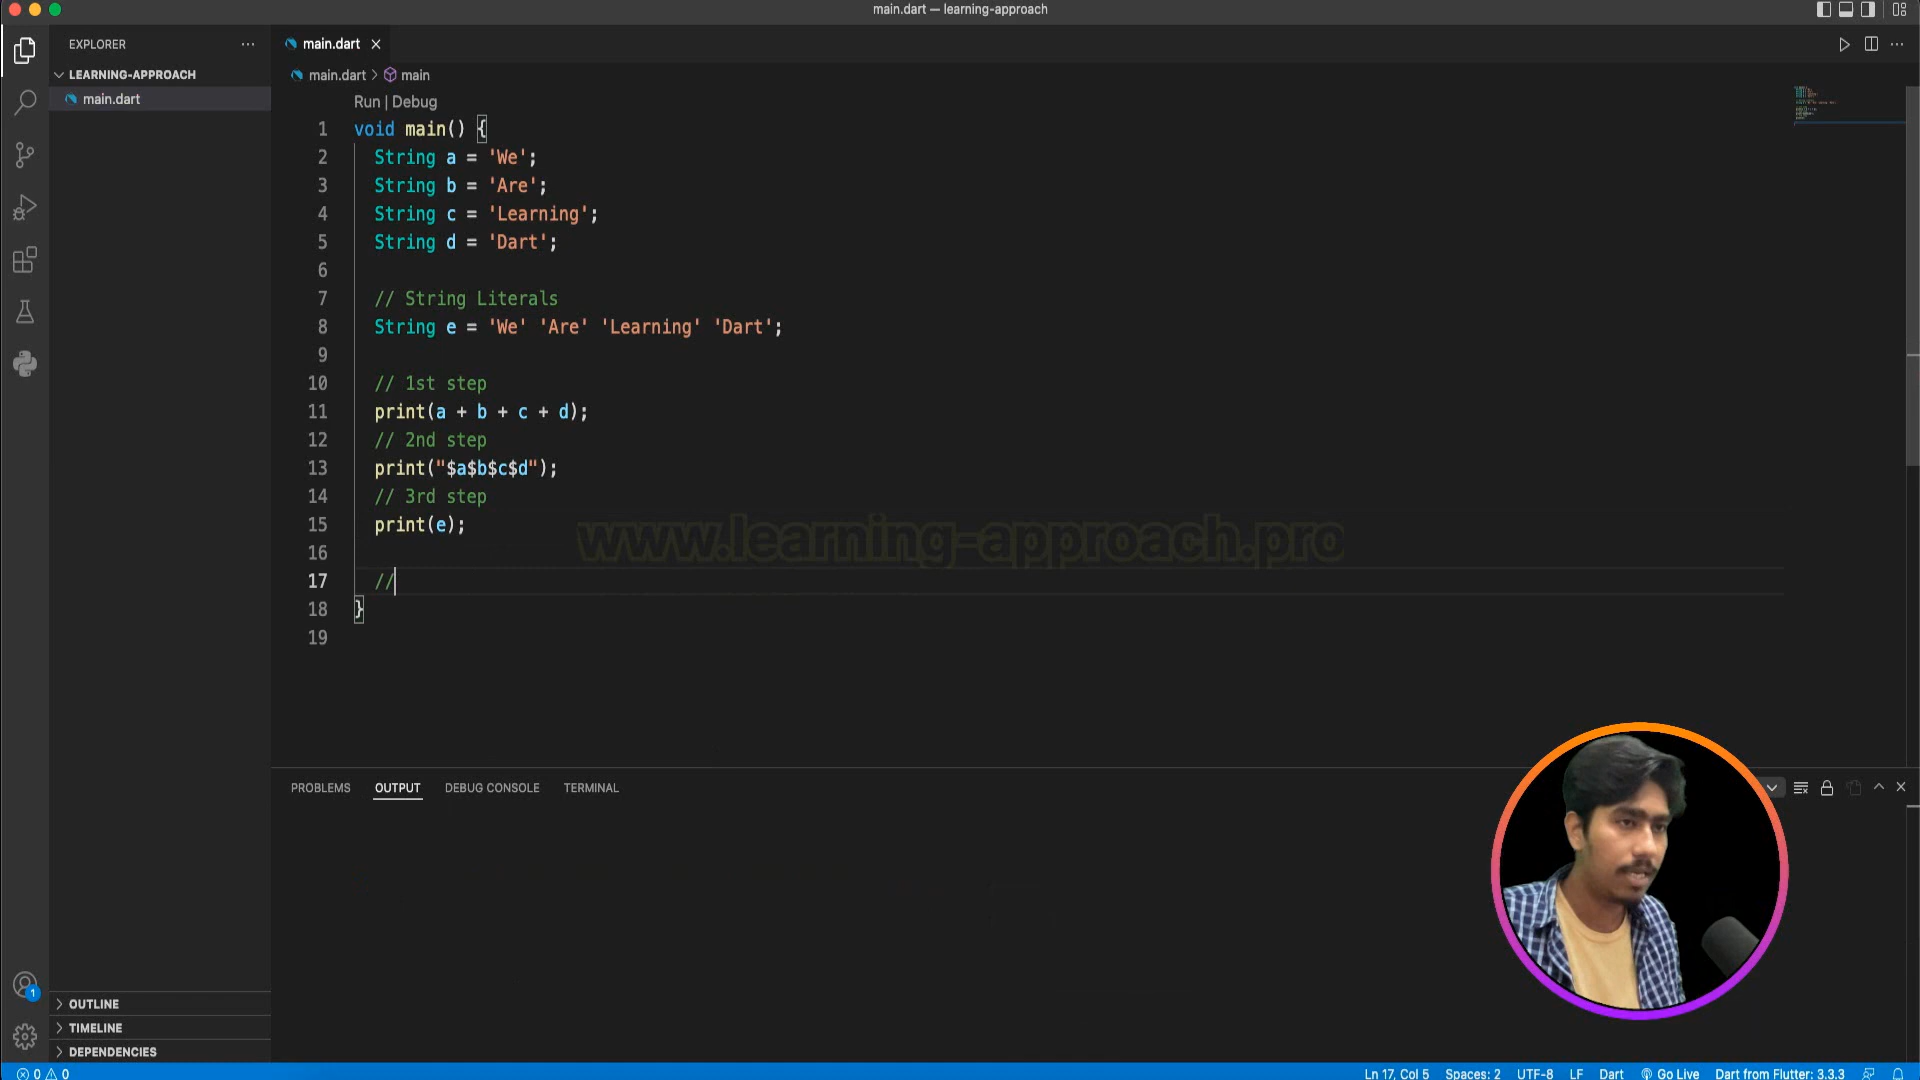 main.dart — learning-approach
EXPLORER
main.dart
LEARNING-APPROACH
main.dart > main
main.dart
Run | Debug
1 void main() {
2 String a = 'We';
3 String b = 'Are';
4 String c = 'Learning';
5 String d = 'Dart';
6
7 // String Literals
8 String e = 'We' 'Are' 'Learning' 'Dart';
9
10 // 1st step
11 print(a + b + c + d);
12 // 2nd step
13 print("$a$b$c$d");
14 // 3rd step
15 print(e);
www.learning-approach.pro
16
17 //
18 }
19
PROBLEMS OUTPUT DEBUG CONSOLE TERMINAL
1
OUTLINE
TIMELINE
DEPENDENCIES
0 0 Ln 17, Col 5 Spaces: 2 UTF-8 LF Dart Go Live Dart from Flutter: 3.3.3